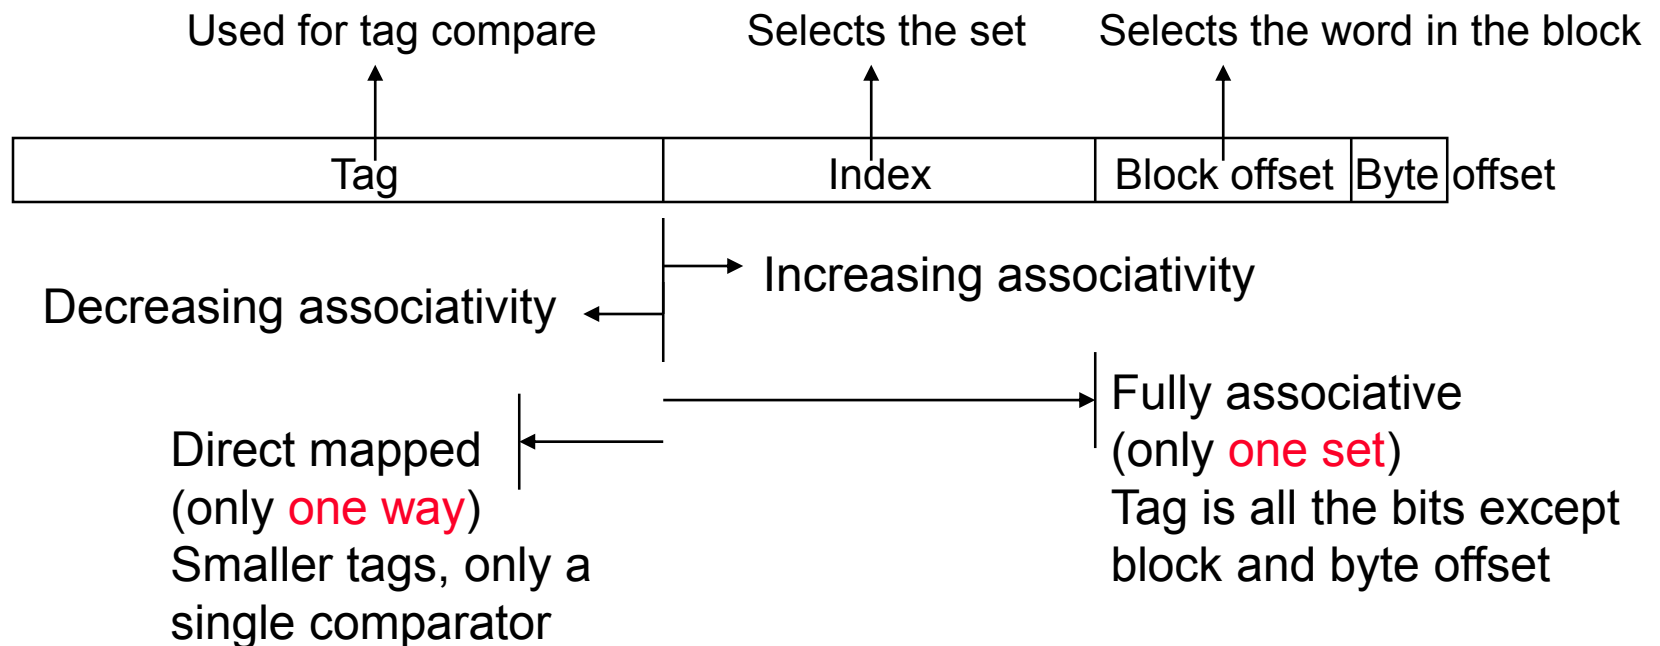 Used for tag compare
Selects the set
Selects the word in the block
Tag
Index
Block offset
Byte offset
Increasing associativity
Decreasing associativity
Fully associative
(only one set)
Tag is all the bits except
block and byte offset
Direct mapped
(only one way)
Smaller tags, only a
single comparator